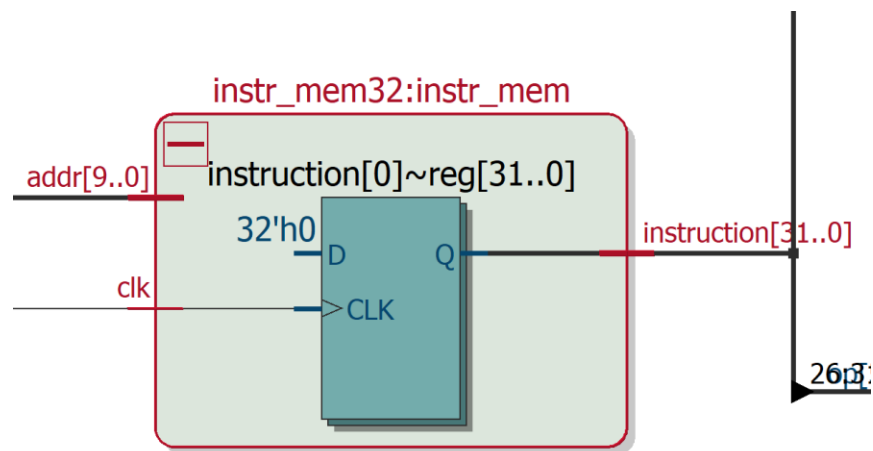 instr_mem32:instr_mem
addr[9..0]
instruction[0]~reg[31..0]
32'h0
D
Q
instruction[31..0]
clk
CLK